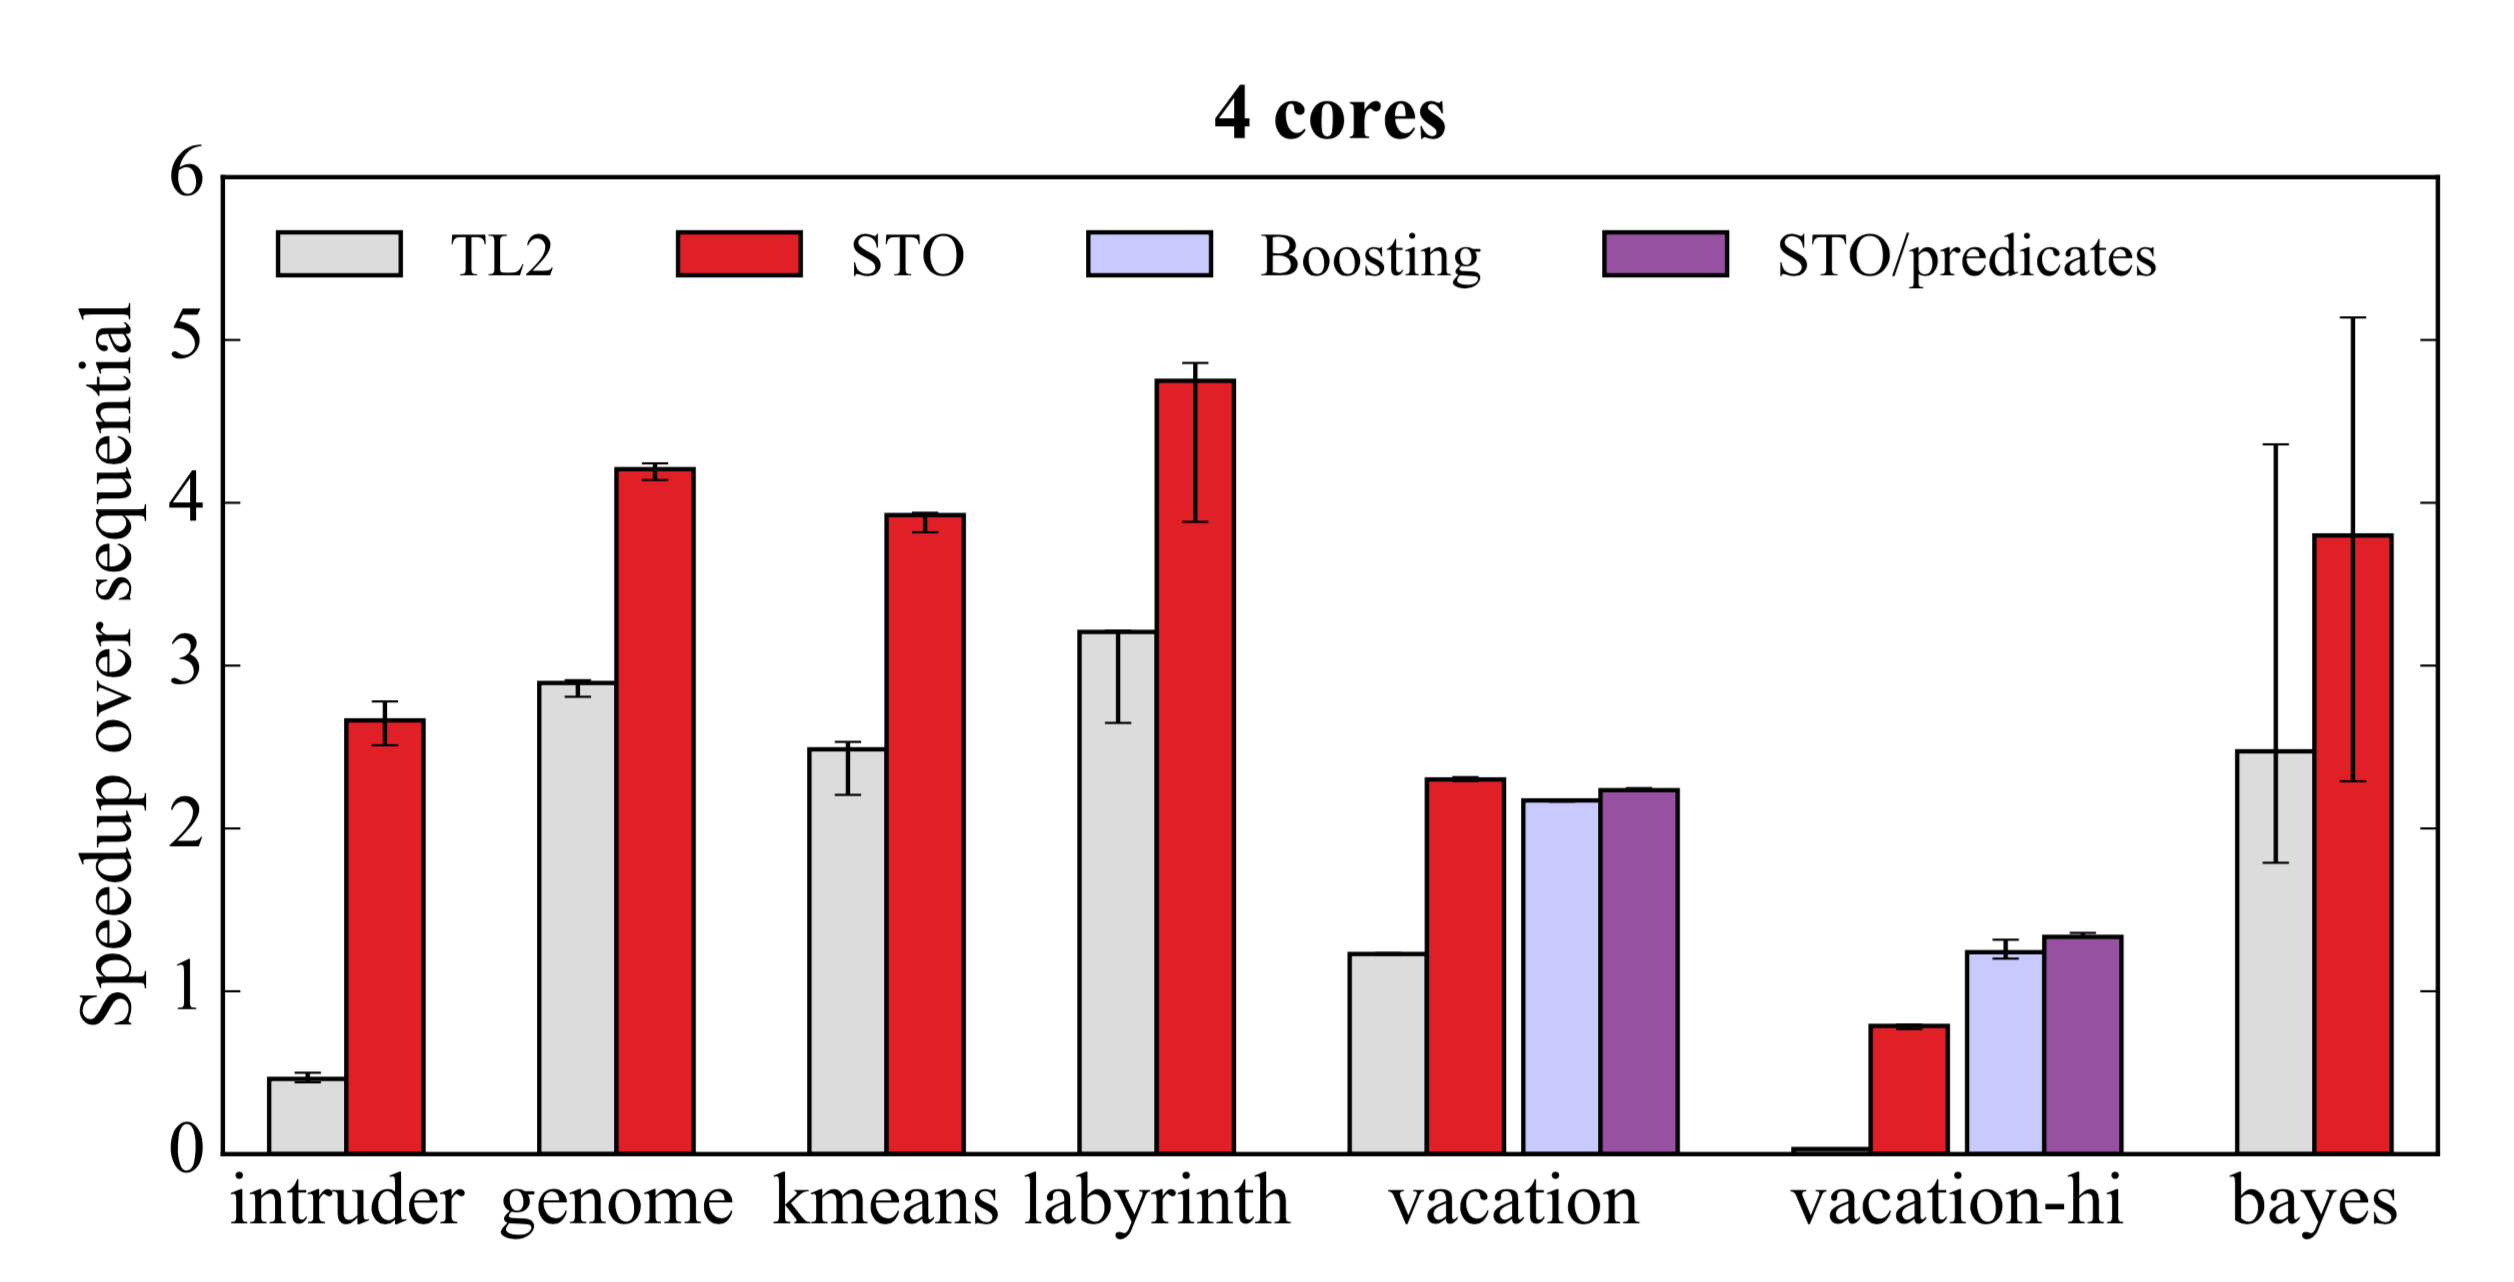 4 cores
TL2 STO Boosting STO/predicates
Speedup over sequential
6
5
4
3
2
1
0
intruder genome kmeans labyrinth vacation vacation-hi bayes